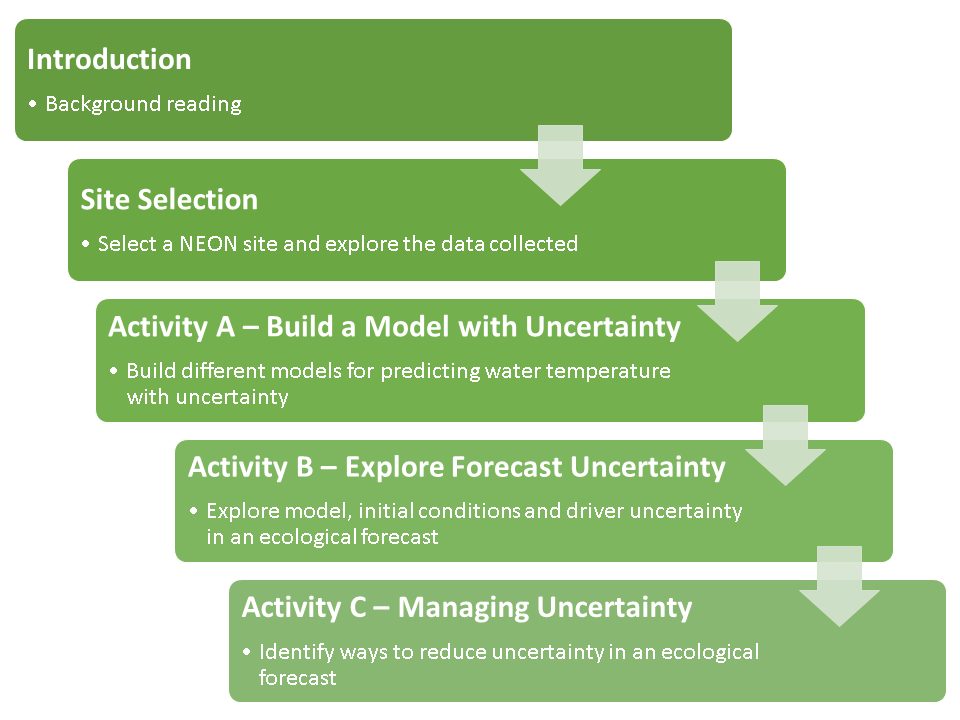 Introduction
• Background reading
Site Selection
• Select a NEON site and explore the data collected
Activity A – Build a Model with Uncertainty
• Build different models for predicting water temperature
with uncertainty
Activity B – Explore Forecast Uncertainty
• Explore model, initial conditions and driver uncertainty
in an ecological forecast
Activity C – Managing Uncertainty
• Identify ways to reduce uncertainty in an ecological
forecast